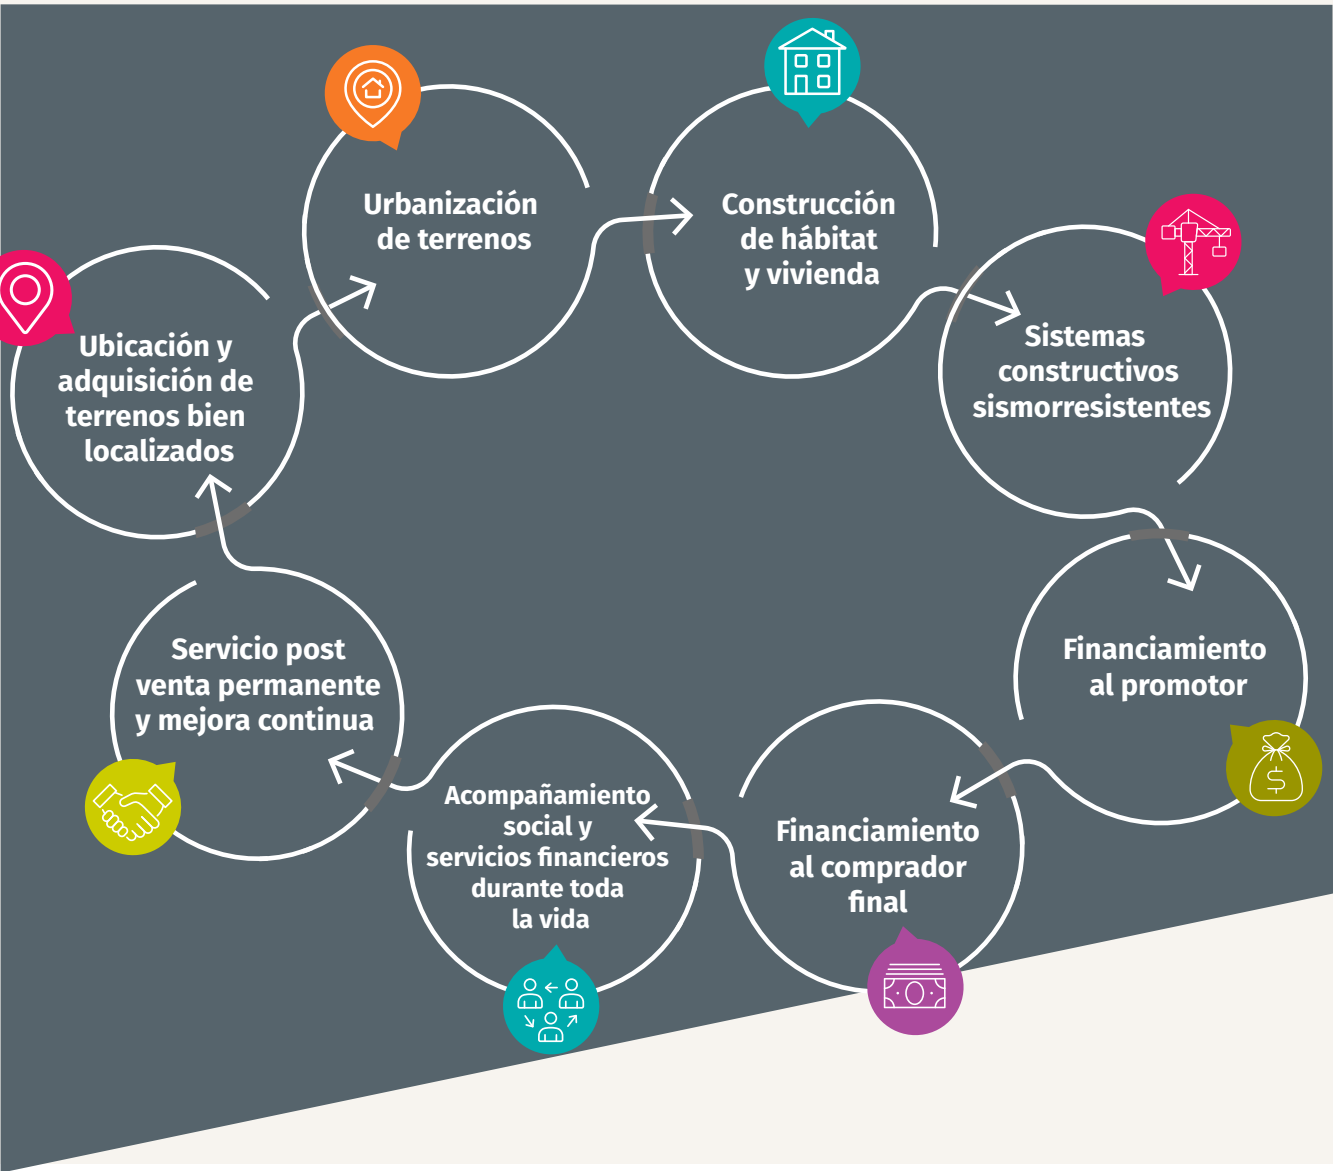 Ubicación y
adquisición de
terrenos bien
localizados
Urbanización
de terrenos
Construcción
de hábitat
y vivienda
Sistemas
constructivos
sismorresistentes
Financiamiento
al promotor
Financiamiento
al comprador
final
Acompañamiento
social y
servicios financieros
durante toda
la vida
Servicio post
venta permanente
y mejora continua
$